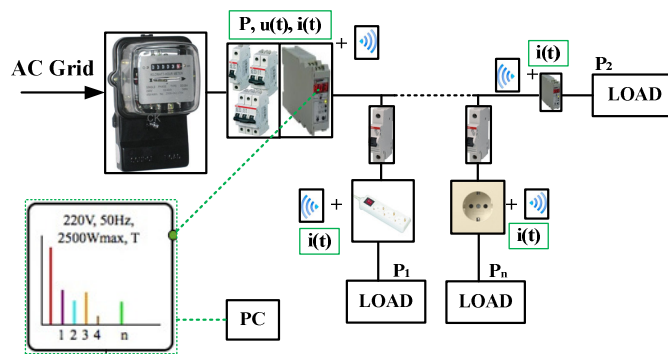 P, u(t), i(t)
+
i(t)
P2
AC Grid
+
LOAD
+
i(t)
+
i(t)
220V, 50Hz,
2500Wmax, T
1 2 3 4 n
P1
Pn
LOAD
LOAD
PC